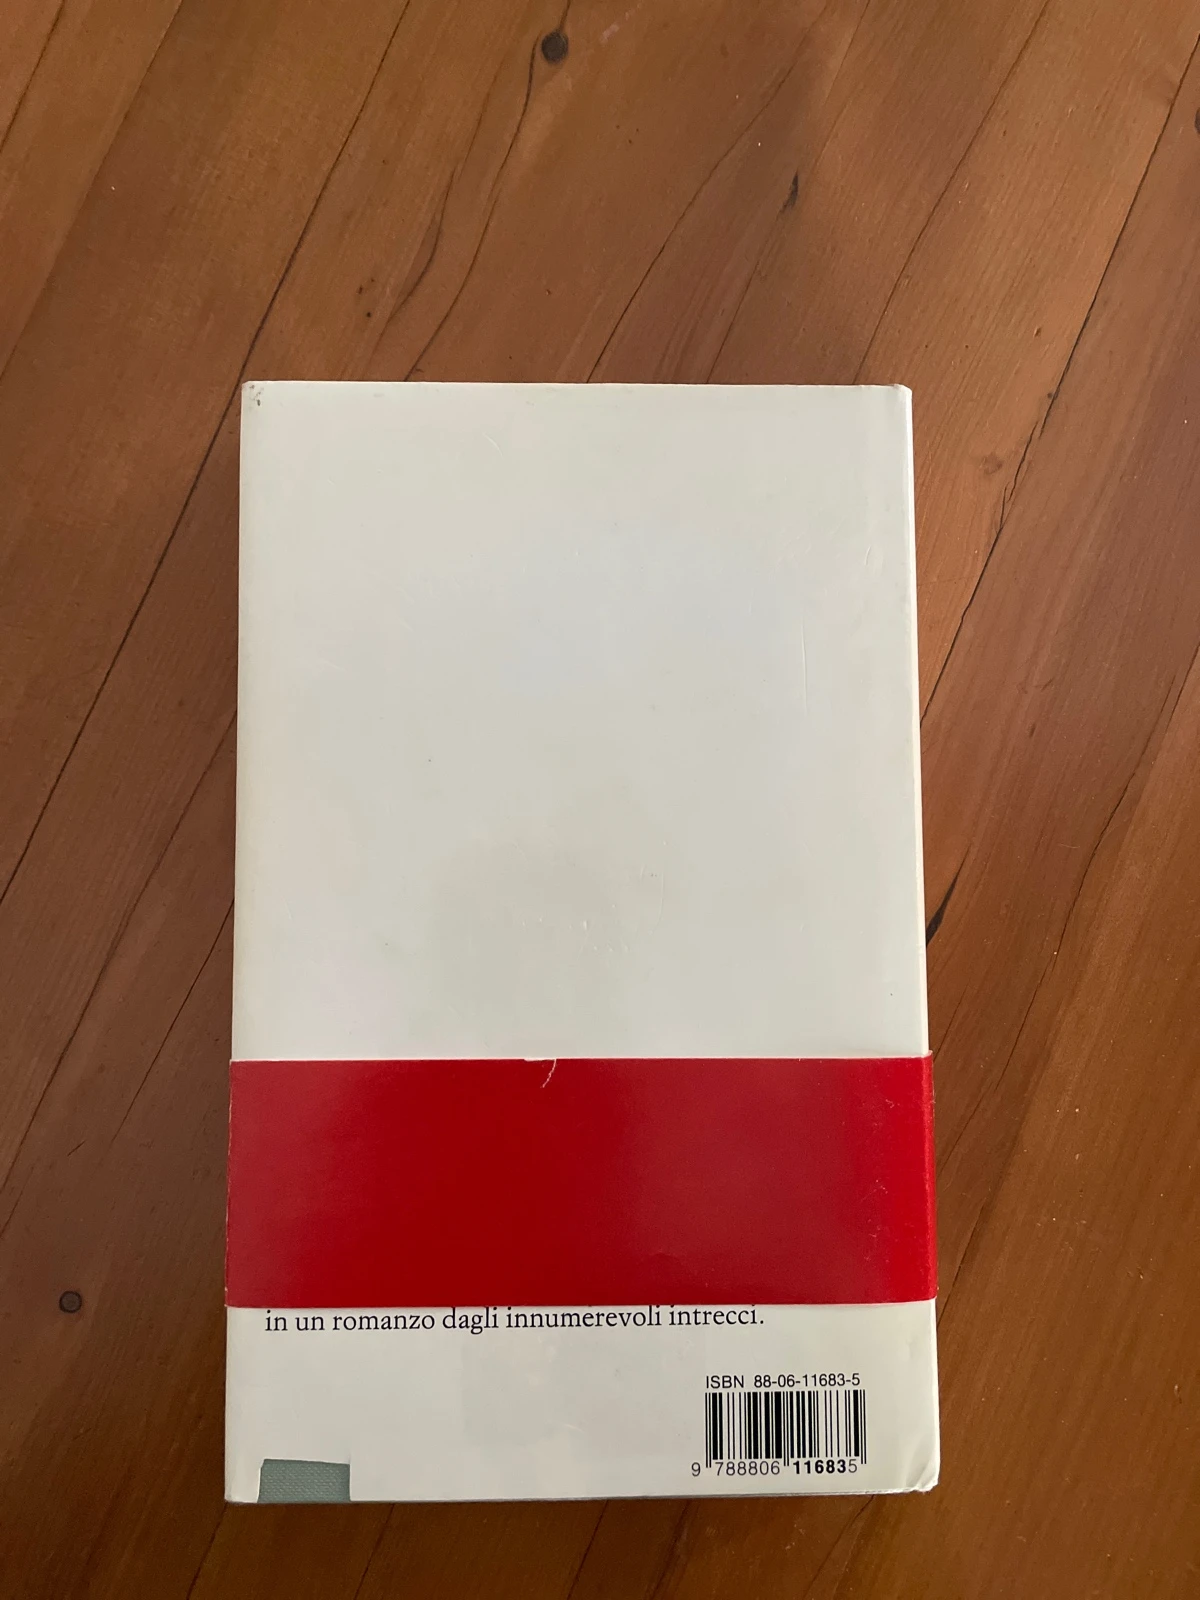 in un romanzo dagli innumerevoli intrecci.
ISBN 88-06-11683-5
9 788806 116835